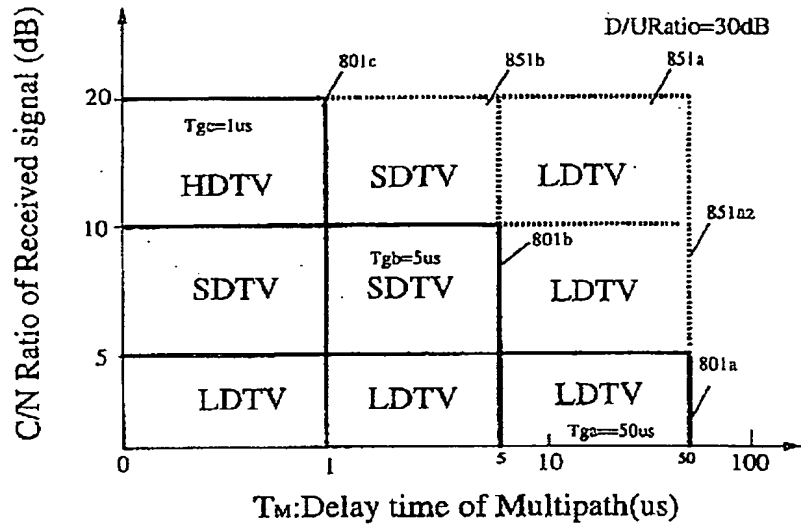 D/URatio=30dB
801c
851b
851a
20
Tgc=1us
HDTV
SDTV
LDTV
851a2
10
801b
Tgb=5us
SDTV
SDTV
LDTV
5
801a
LDTV
LDTV
LDTV
Tga==50us
0
1
5
10
50
100
TM:Delay time of Multipath(us)
C/N Ratio of Received signal (dB)